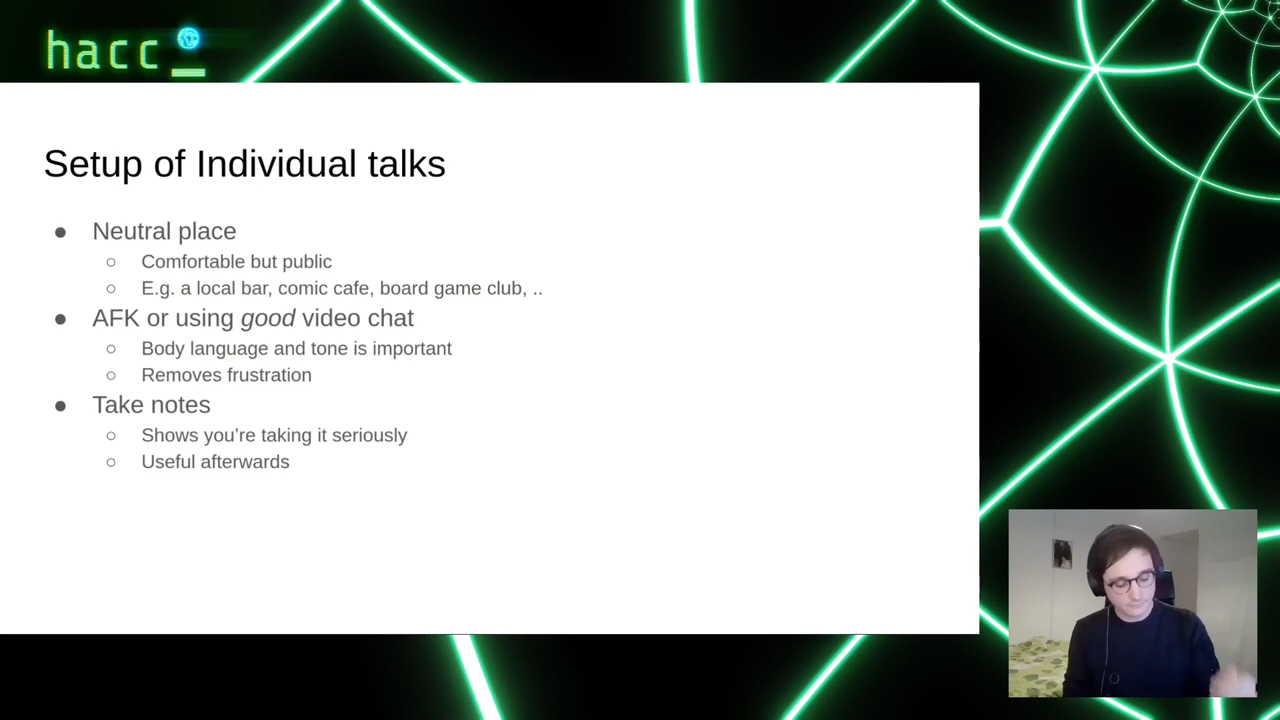 hacc_
Setup of Individual talks
● Neutral place
○ Comfortable but public
○ E.g. a local bar, comic cafe, board game club, ..
● AFK or using good video chat
○ Body language and tone is important
○ Removes frustration
● Take notes
○ Shows you’re taking it seriously
○ Useful afterwards